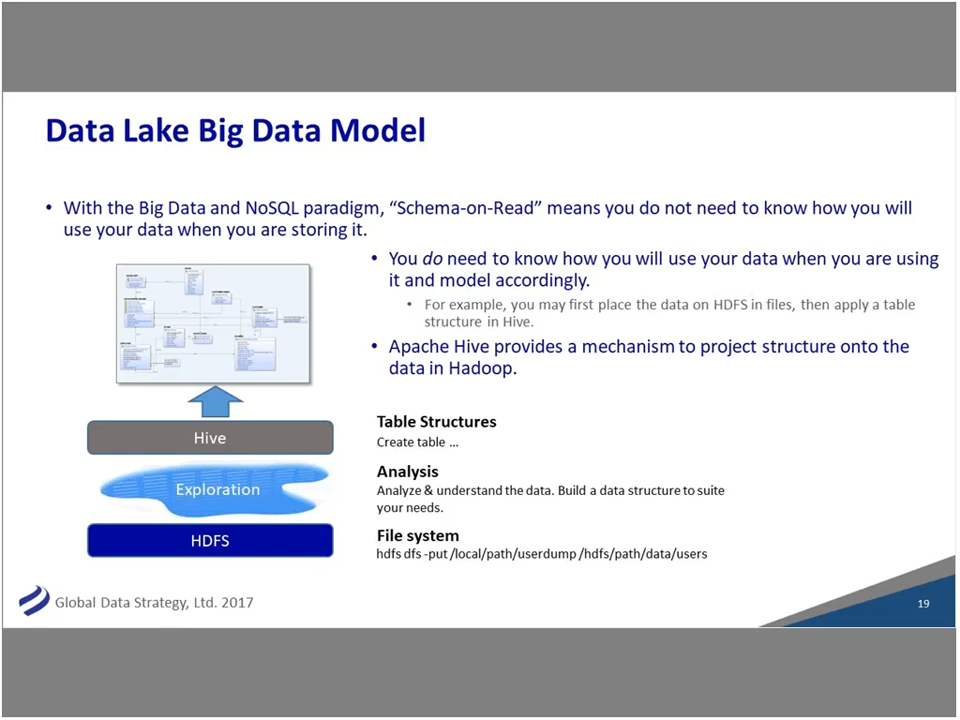 Data Lake Big Data Model
• With the Big Data and NoSQL paradigm, “Schema-on-Read” means you do not need to know how you will
use your data when you are storing it.
• You do need to know how you will use your data when you are using
it and model accordingly.
• For example, you may first place the data on HDFS in files, then apply a table
structure in Hive.
• Apache Hive provides a mechanism to project structure onto the
data in Hadoop.
Hive
Table Structures
Create table ...
Exploration
Analysis
Analyze & understand the data. Build a data structure to suite
your needs.
HDFS
File system
hdfs dfs -put /local/path/userdump /hdfs/path/data/users
Global Data Strategy, Ltd. 2017
19